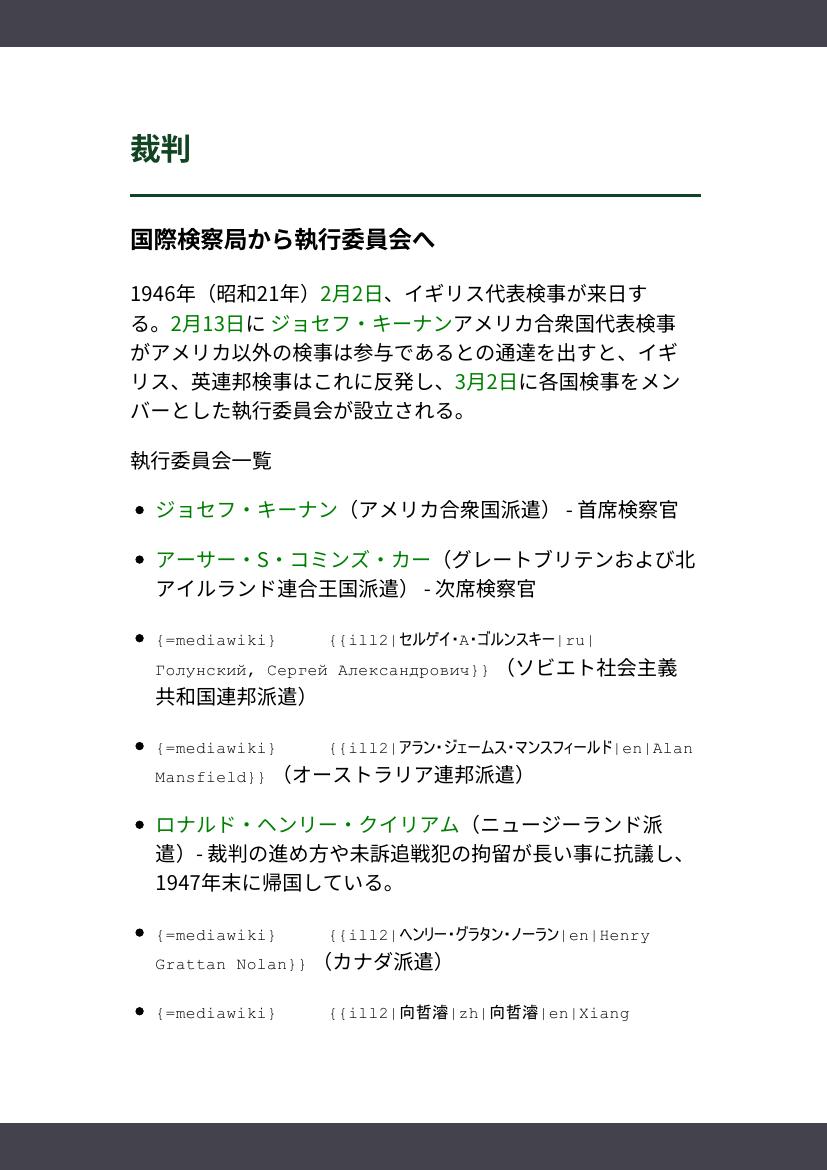 裁判
国際検察局から執行委員会へ
1946年（昭和21年）2月2日、イギリス代表検事が来日す
る。2月13日に ジョセフ・キーナンアメリカ合衆国代表検事
がアメリカ以外の検事は参与であるとの通達を出すと、イギ
リス、英連邦検事はこれに反発し、3月2日に各国検事をメン
バーとした執行委員会が設立される。
執行委員会一覧
• ジョセフ・キーナン（アメリカ合衆国派遣） - 首席検察官
• アーサー・S・コミンズ・カー（グレートブリテンおよび北
アイルランド連合王国派遣） - 次席検察官
• {=mediawiki} {{ill2|セルゲイ・A・ゴルンスキー|ru|
Голунский, Сергей Александрович}}（ソビエト社会主義
共和国連邦派遣）
• {=mediawiki} {{ill2|アラン・ジェームス・マンスフィールド|en|Alan
Mansfield}}（オーストラリア連邦派遣）
• ロナルド・ヘンリー・クイリアム（ニュージーランド派
遣）- 裁判の進め方や未訴追戦犯の拘留が長い事に抗議し、
1947年末に帰国している。
• {=mediawiki} {{ill2|ヘンリー・グラタン・ノーラン|en|Henry
Grattan Nolan}}（カナダ派遣）
• {=mediawiki} {{ill2|向哲濬|zh|向哲濬|en|Xiang